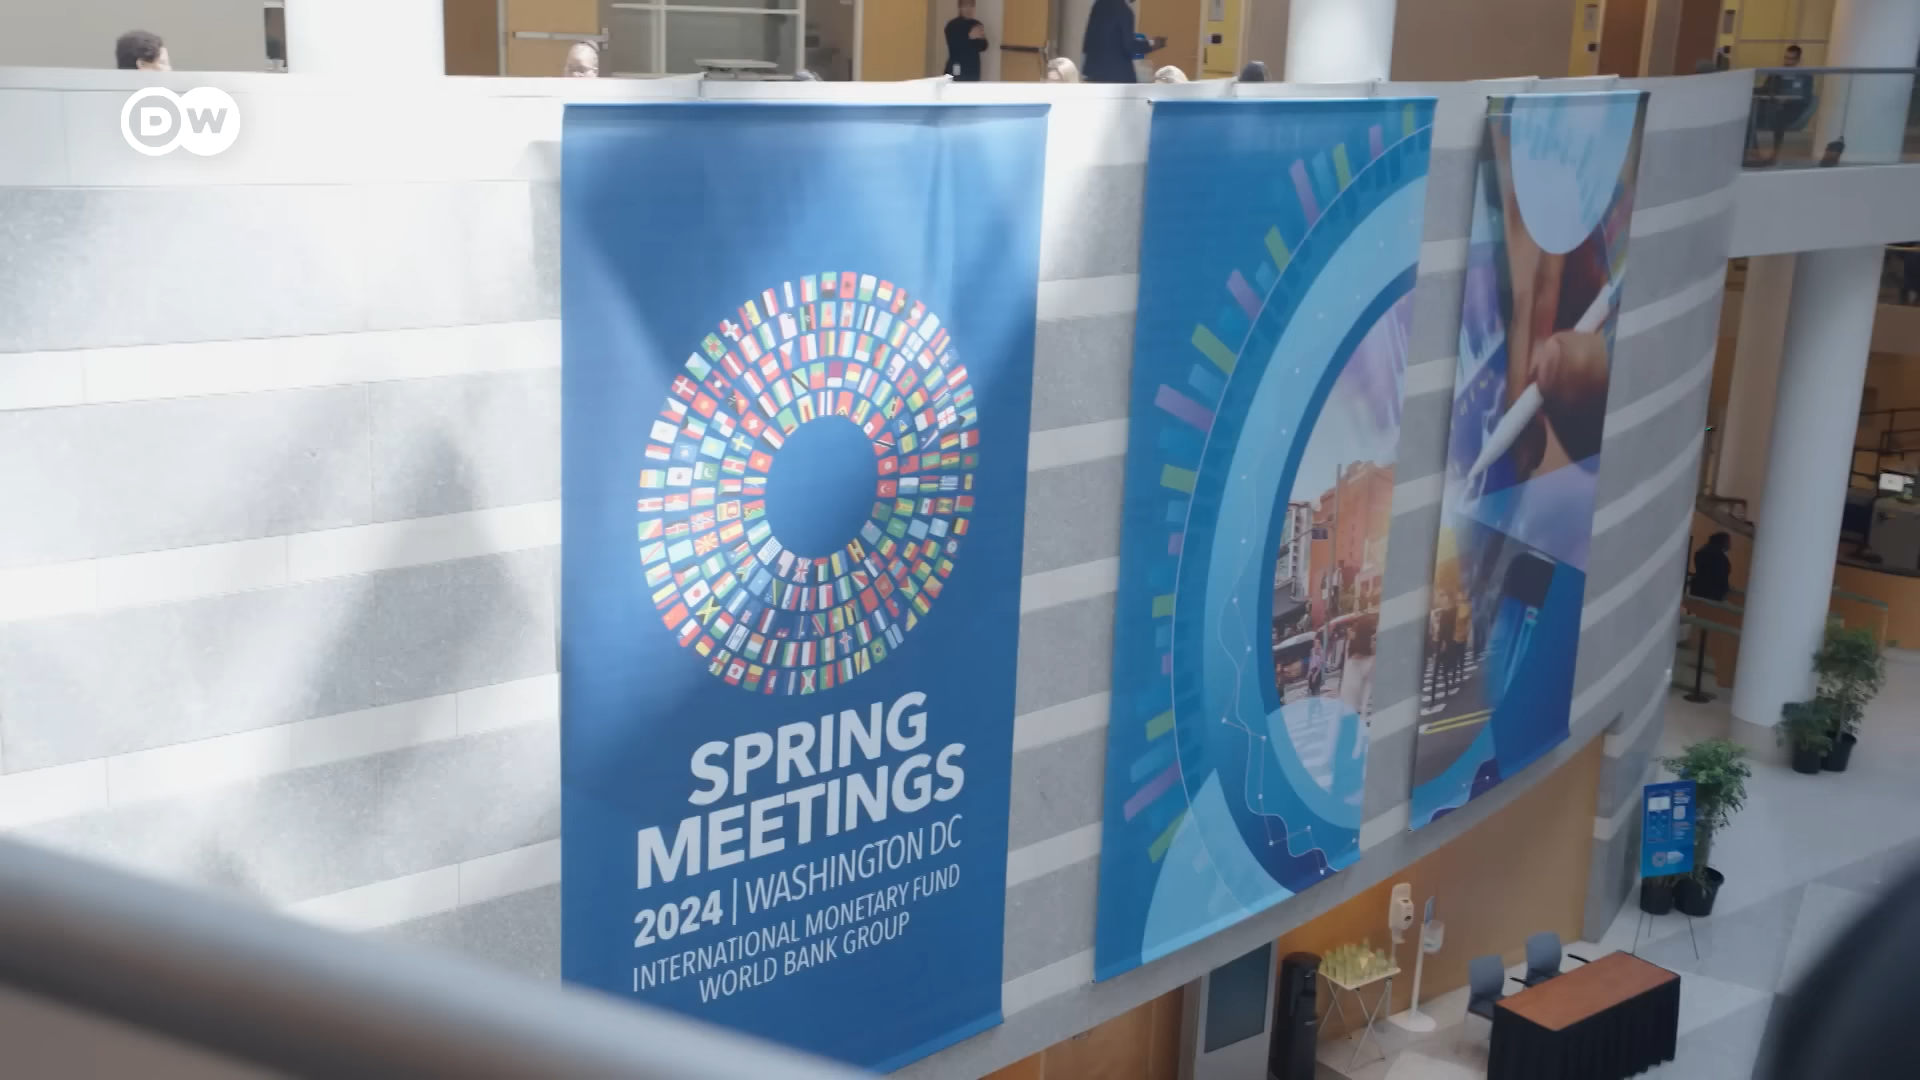 DW
SPRING
MEETINGS
2024 | WASHINGTON DC
INTERNATIONAL MONETARY FUND
WORLD BANK GROUP